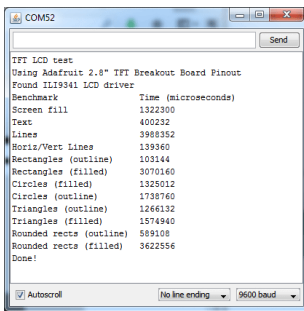 COM52
Send
TFT LCD test
Using Adafruit 2.8" TFT Breakout Board Pinout
Found ILI9341 LCD driver
Benchmark Time (microseconds)
Screen fill 1322300
Text 400232
Lines 3988352
Horiz/Vert Lines 139360
Rectangles (outline) 103144
Rectangles (filled) 3070160
Circles (filled) 1325012
Circles (outline) 1738760
Triangles (outline) 1266132
Triangles (filled) 1574940
Rounded rects (outline) 589108
Rounded rects (filled) 3622556
Done!
Autoscroll No line ending 9600 baud